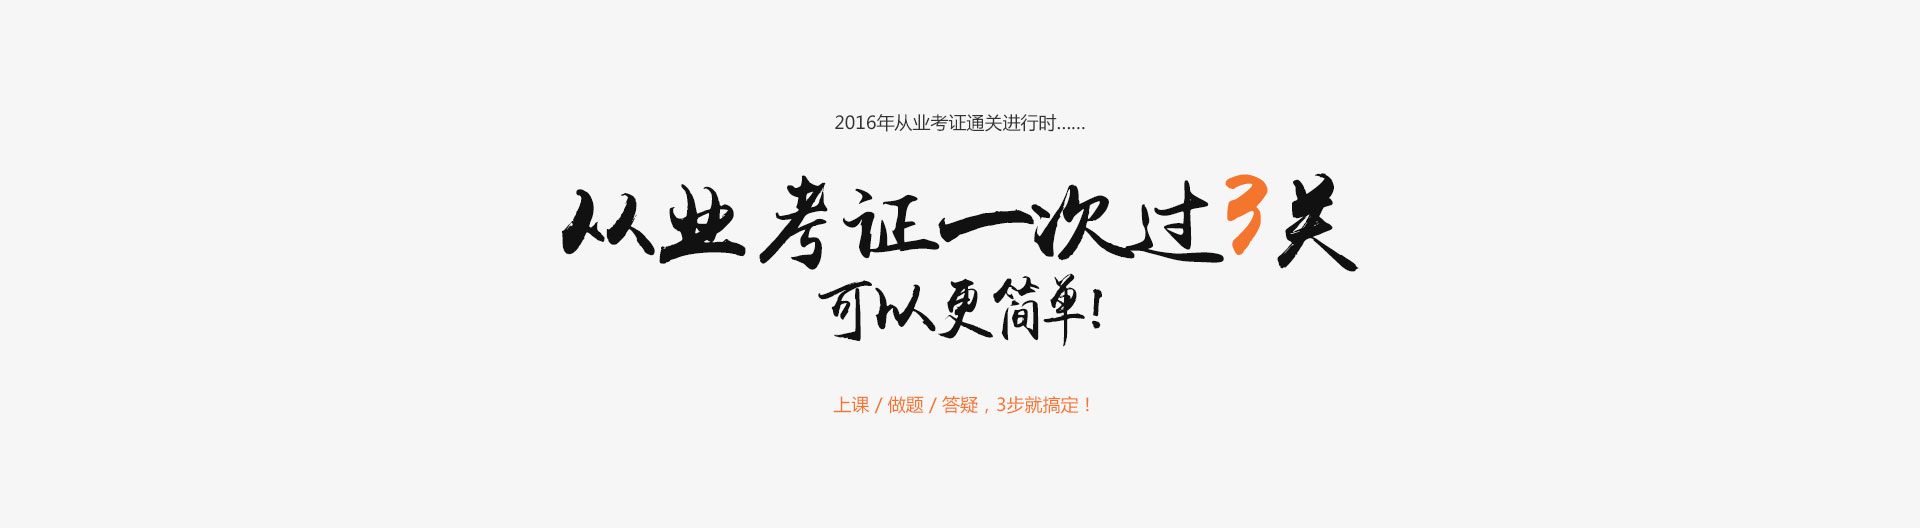 2016年从业考证通关进行时……
从业考证一次过3关
可以更简单!
上课 / 做题 / 答疑，3步就搞定！